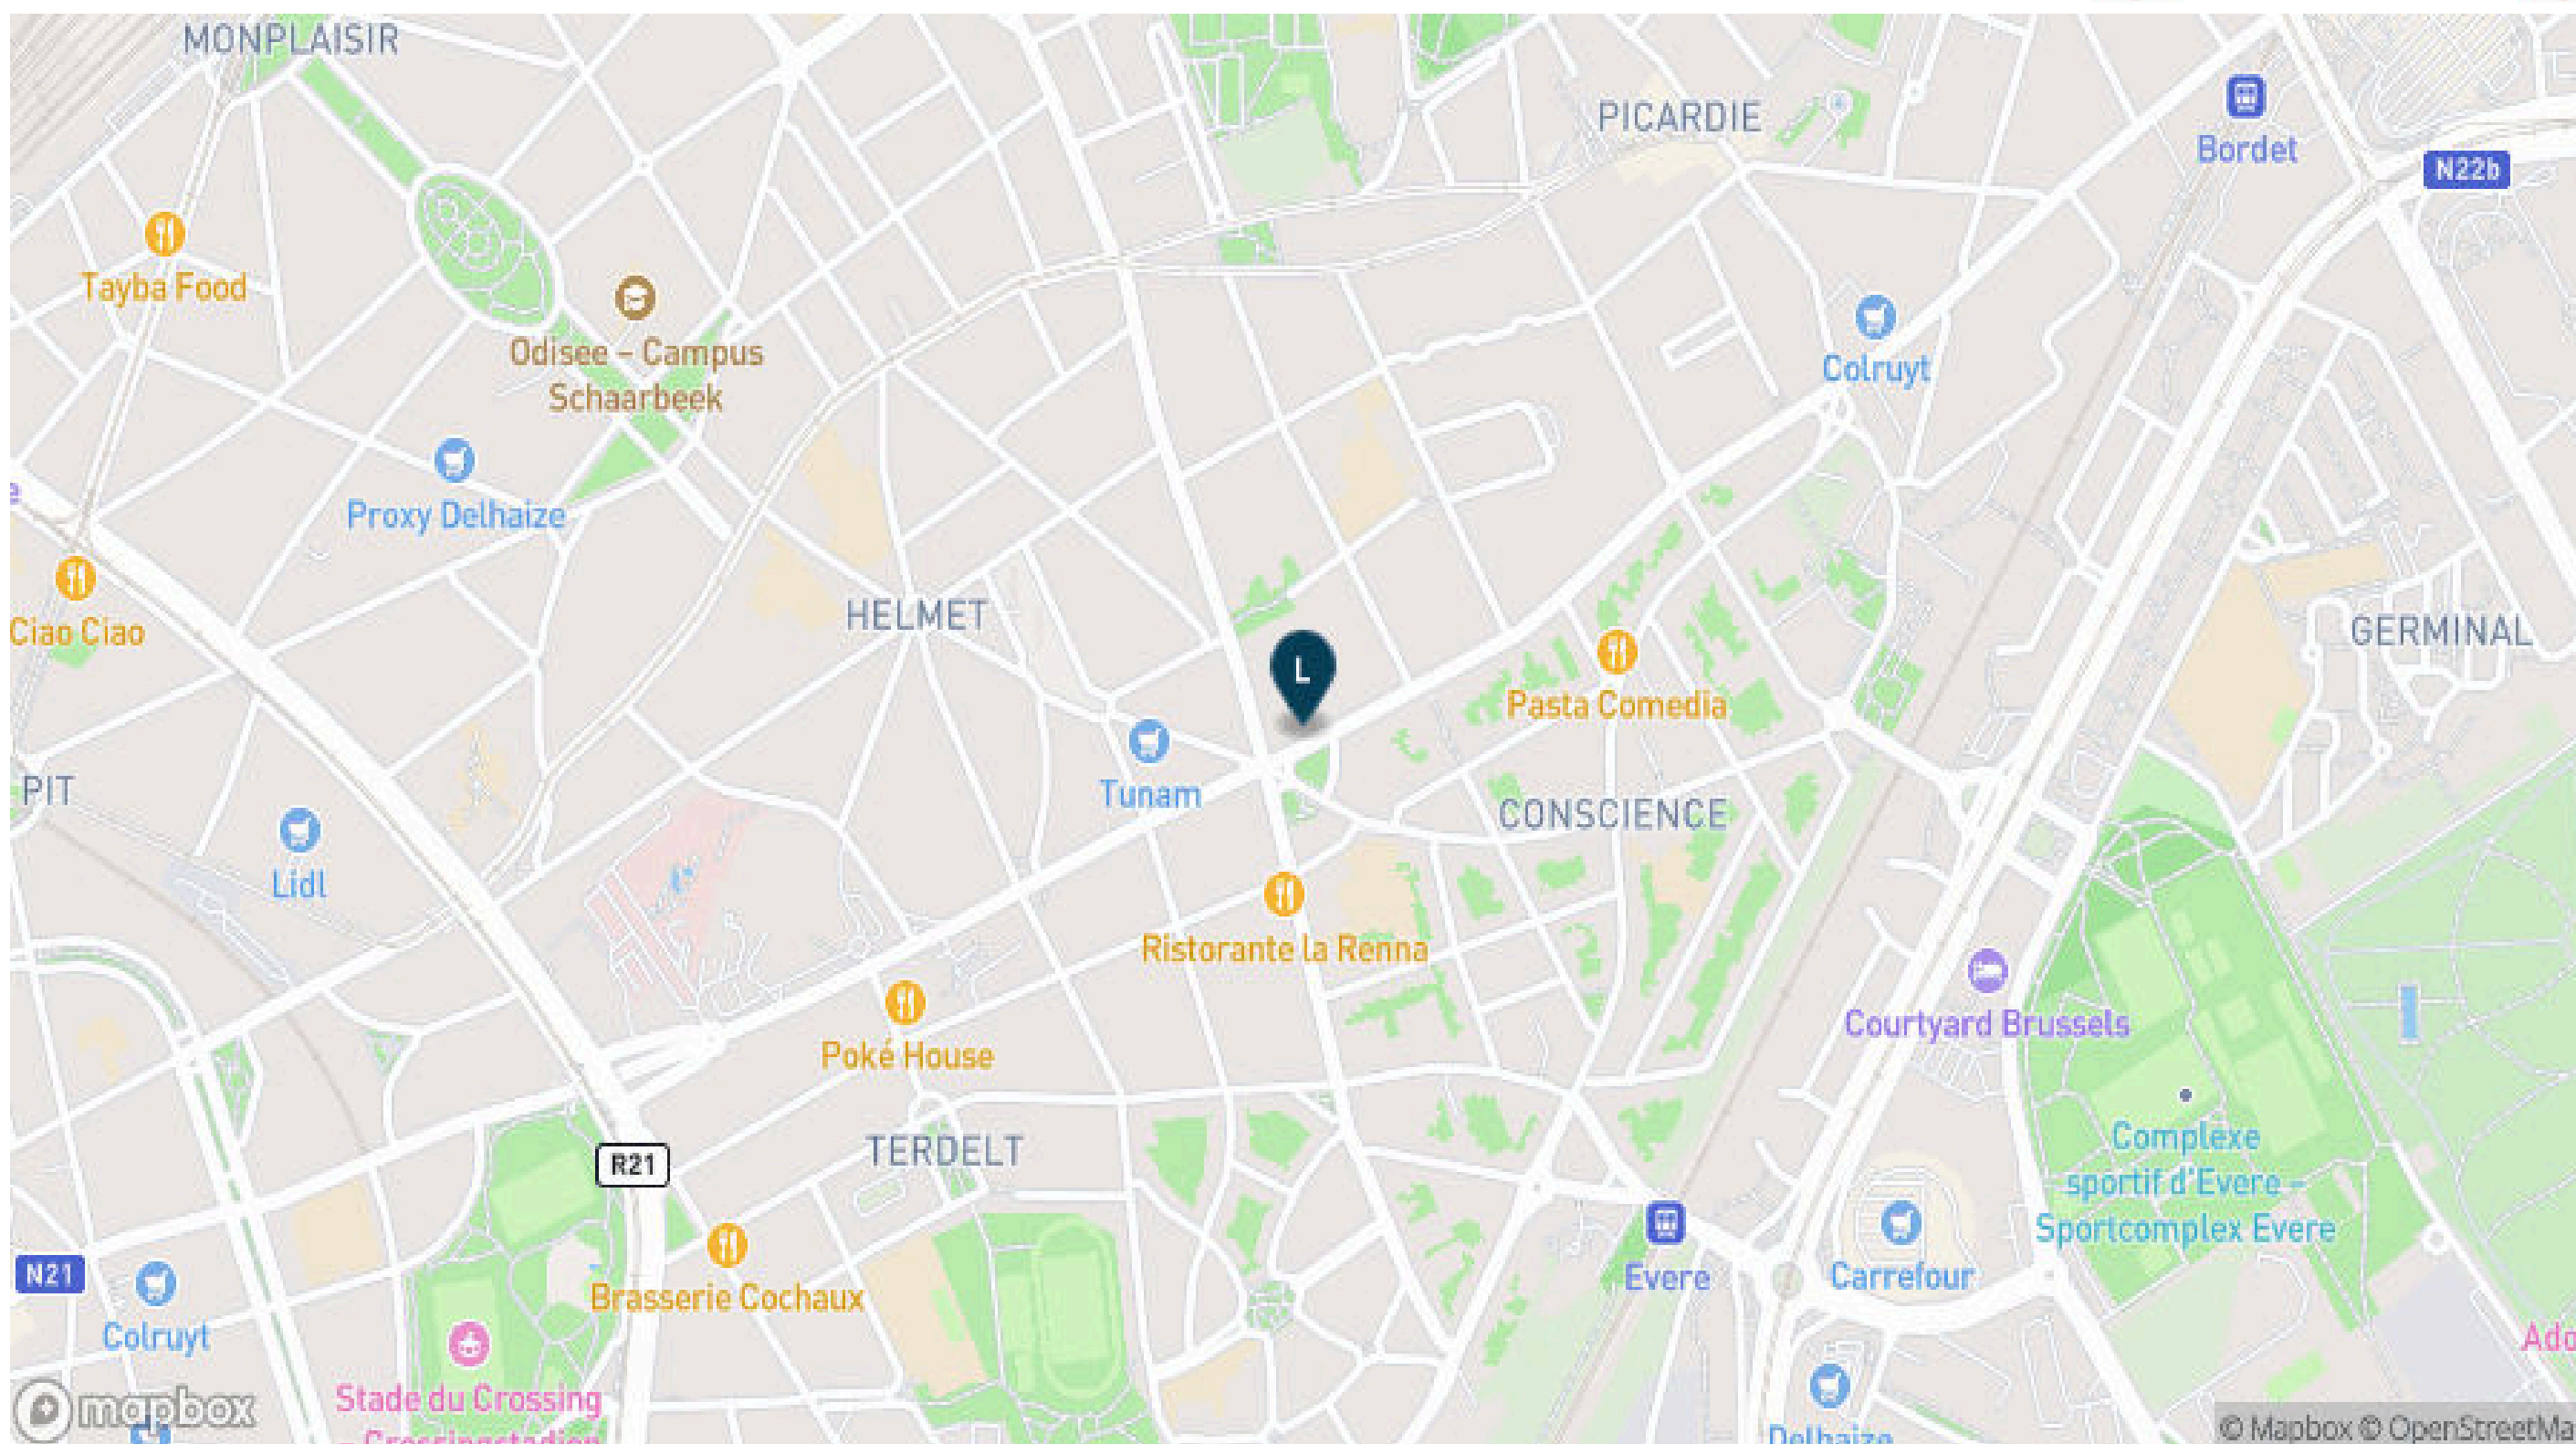 MONPLAISIR
PICARDIE
Bordet
N22b
Tayba Food
Odisee – Campus
Schaarbeek
Colruyt
Proxy Delhaize
Ciao Ciao
HELMET
GERMINAL
L
Pasta Comedia
PIT
Tunam
CONSCIENCE
Lidl
Ristorante la Renna
Courtyard Brussels
Poké House
TERDELT
Complexe
sportif d'Evere –
Sportcomplex Evere
R21
N21
Evere
Carrefour
Brasserie Cochaux
Colruyt
Ado
Stade du Crossing
– Crossingstadion
Delhaize
mapbox
© Mapbox © OpenStreetMa